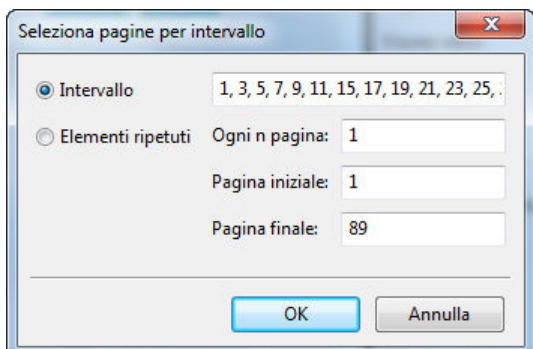 Seleziona pagine per intervallo
Intervallo 1, 3, 5, 7, 9, 11, 15, 17, 19, 21, 23, 25,
Elementi ripetuti Ogni n pagina: 1
Pagina iniziale: 1
Pagina finale: 89
OK Annulla